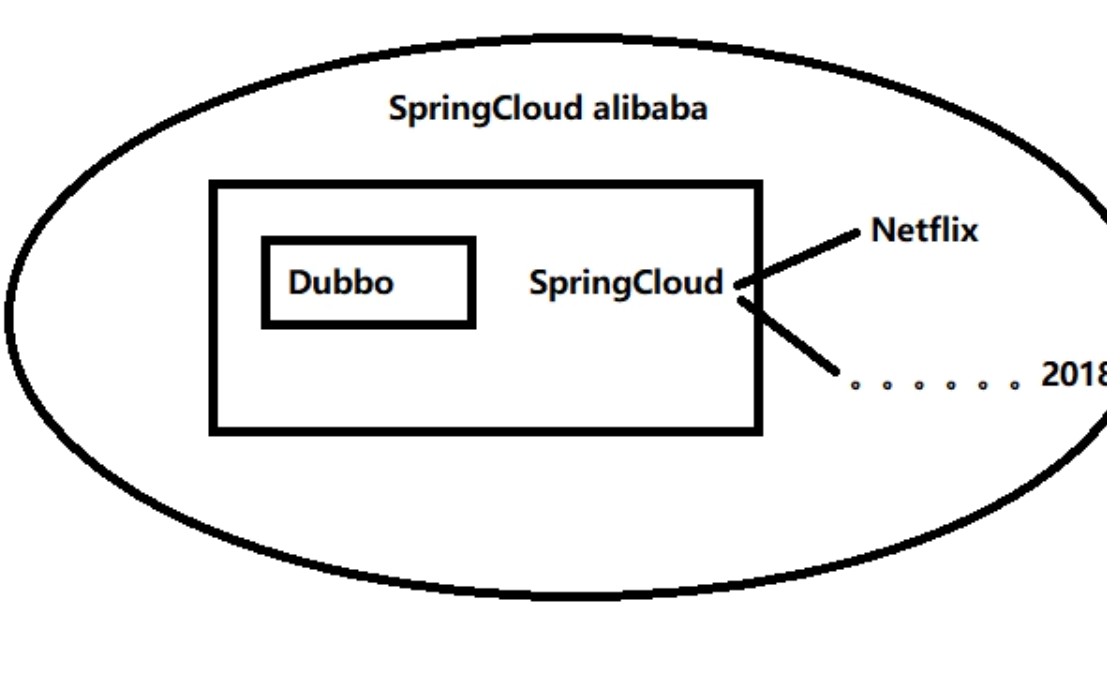 SpringCloud alibaba
Netflix
Dubbo SpringCloud
。。。。。。2018